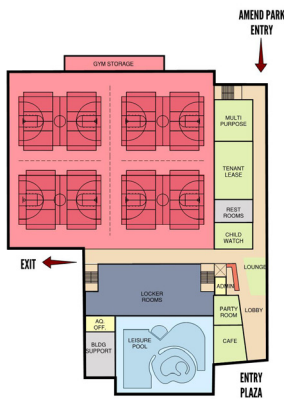 AMEND PARK
ENTRY
GYM STORAGE
MULTI
PURPOSE
TENANT
LEASE
REST
ROOMS
CHILD
WATCH
EXIT
LOUNGE
LOCKER
ROOMS
ADMIN
PARTY
ROOM
LOBBY
AQ.
OFF.
LEISURE
POOL
BLDG
SUPPORT
CAFE
ENTRY
PLAZA